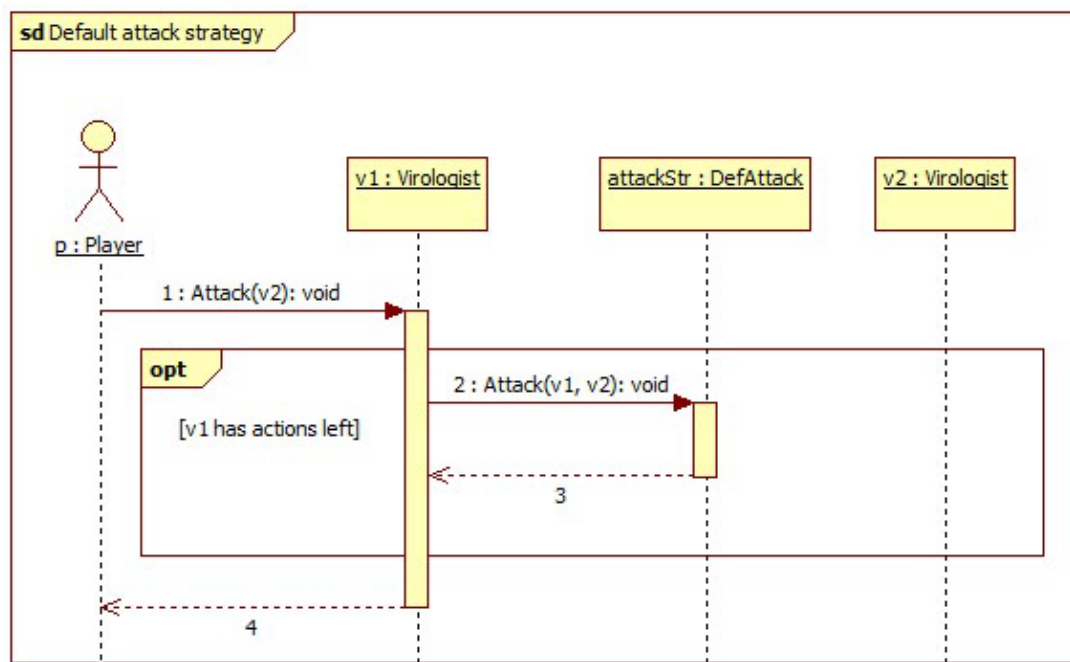 sd Default attack strategy
v1 : Virologist
attackStr : DefAttack
v2 : Virologist
p : Player
1 : Attack(v2): void
opt
2 : Attack(v1, v2): void
[v1 has actions left]
3
4